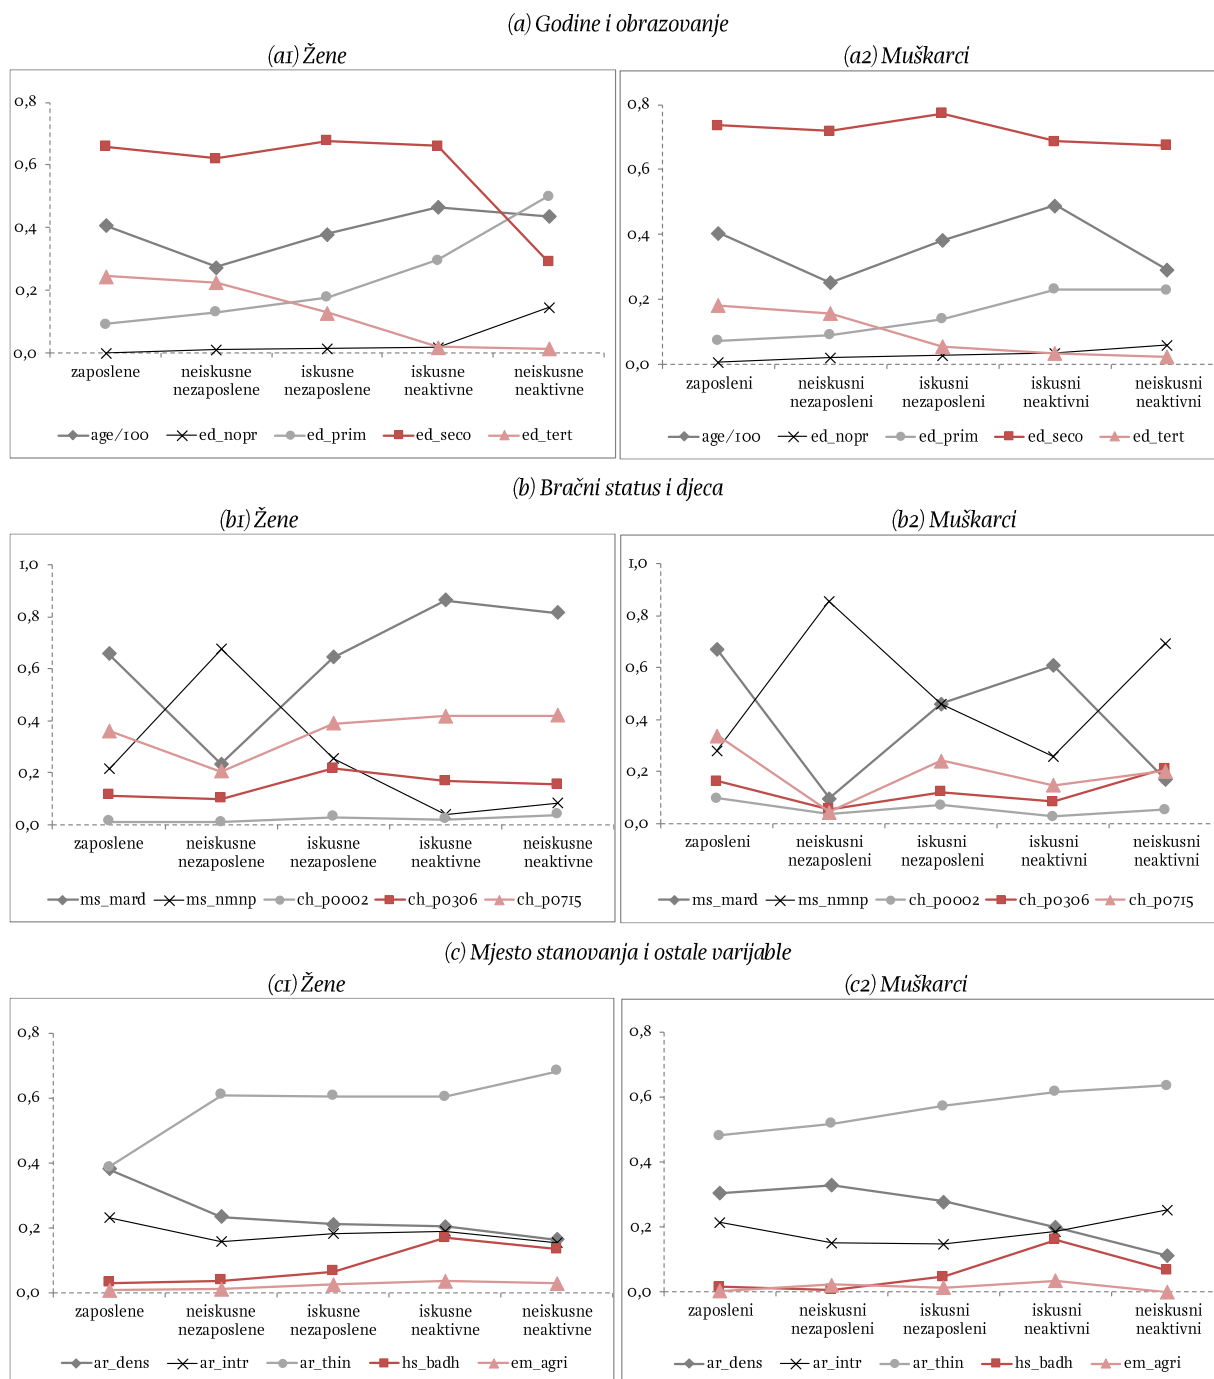 (a) Godine i obrazovanje
(a1) Žene
(a2) Muškarci
0,8
0,6
0,4
0,2
0,0
zaposlene
neiskusne nezaposlene
iskusne nezaposlene
iskusne neaktivne
neiskusne neaktivne
age/100 ed_nopr ed_prim ed_seco ed_tert
0,8
0,6
0,4
0,2
0,0
zaposleni
neiskusni nezaposleni
iskusni nezaposleni
iskusni neaktivni
neiskusni neaktivni
age/100 ed_nopr ed_prim ed_seco ed_tert
(b) Bračni status i djeca
(b1) Žene
(b2) Muškarci
1,0
0,8
0,6
0,4
0,2
0,0
zaposlene
neiskusne nezaposlene
iskusne nezaposlene
iskusne neaktivne
neiskusne neaktivne
ms_mard ms_nmnp ch_p0002 ch_p0306 ch_p0715
1,0
0,8
0,6
0,4
0,2
0,0
zaposleni
neiskusni nezaposleni
iskusni nezaposleni
iskusni neaktivni
neiskusni neaktivni
ms_mard ms_nmnp ch_p0002 ch_p0306 ch_p0715
(c) Mjesto stanovanja i ostale varijable
(c1) Žene
(c2) Muškarci
0,8
0,6
0,4
0,2
0,0
zaposlene
neiskusne nezaposlene
iskusne nezaposlene
iskusne neaktivne
neiskusne neaktivne
ar_dens ar_intr ar_thin hs_badh em_agri
0,8
0,6
0,4
0,2
0,0
zaposleni
neiskusni nezaposleni
iskusni nezaposleni
iskusni neaktivni
neiskusni neaktivni
ar_dens ar_intr ar_thin hs_badh em_agri